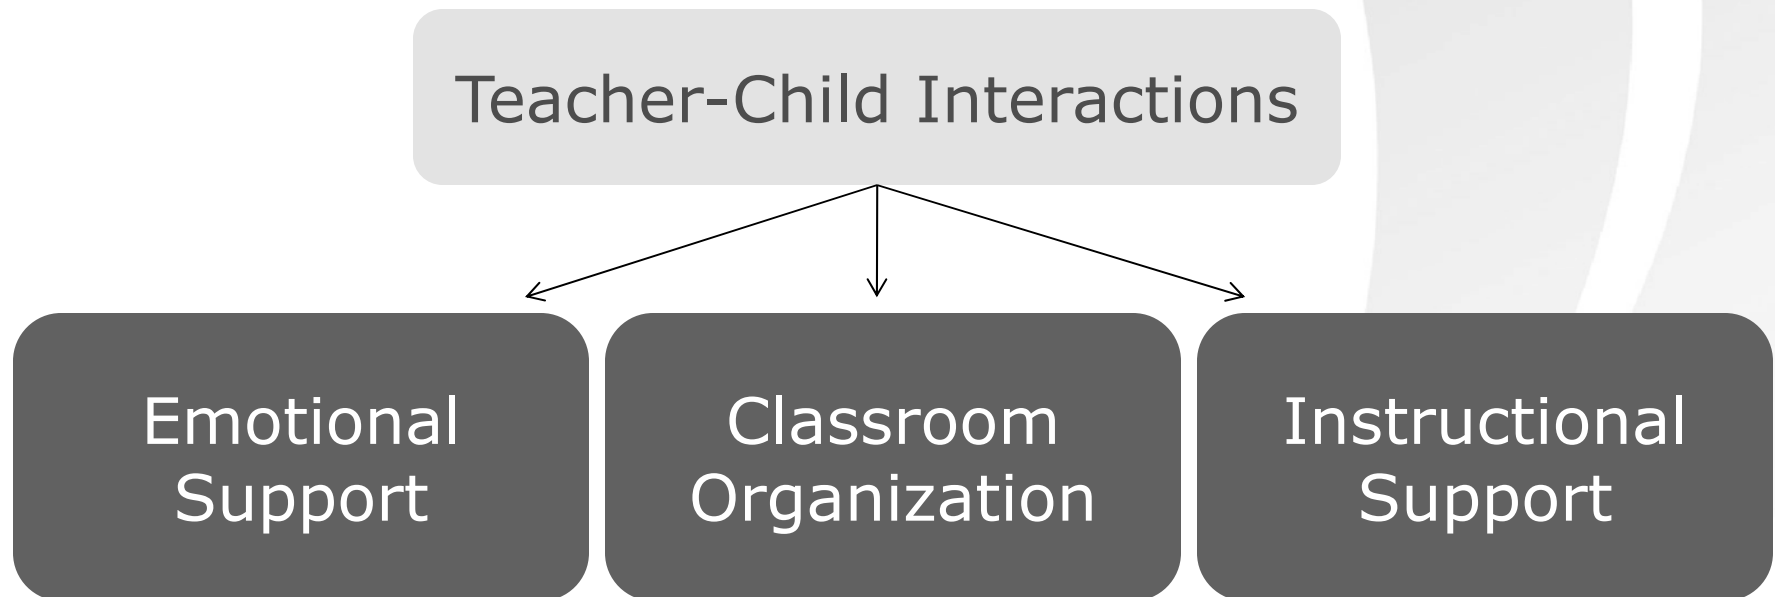 Teacher-Child Interactions
Emotional
Support
Classroom
Organization
Instructional
Support